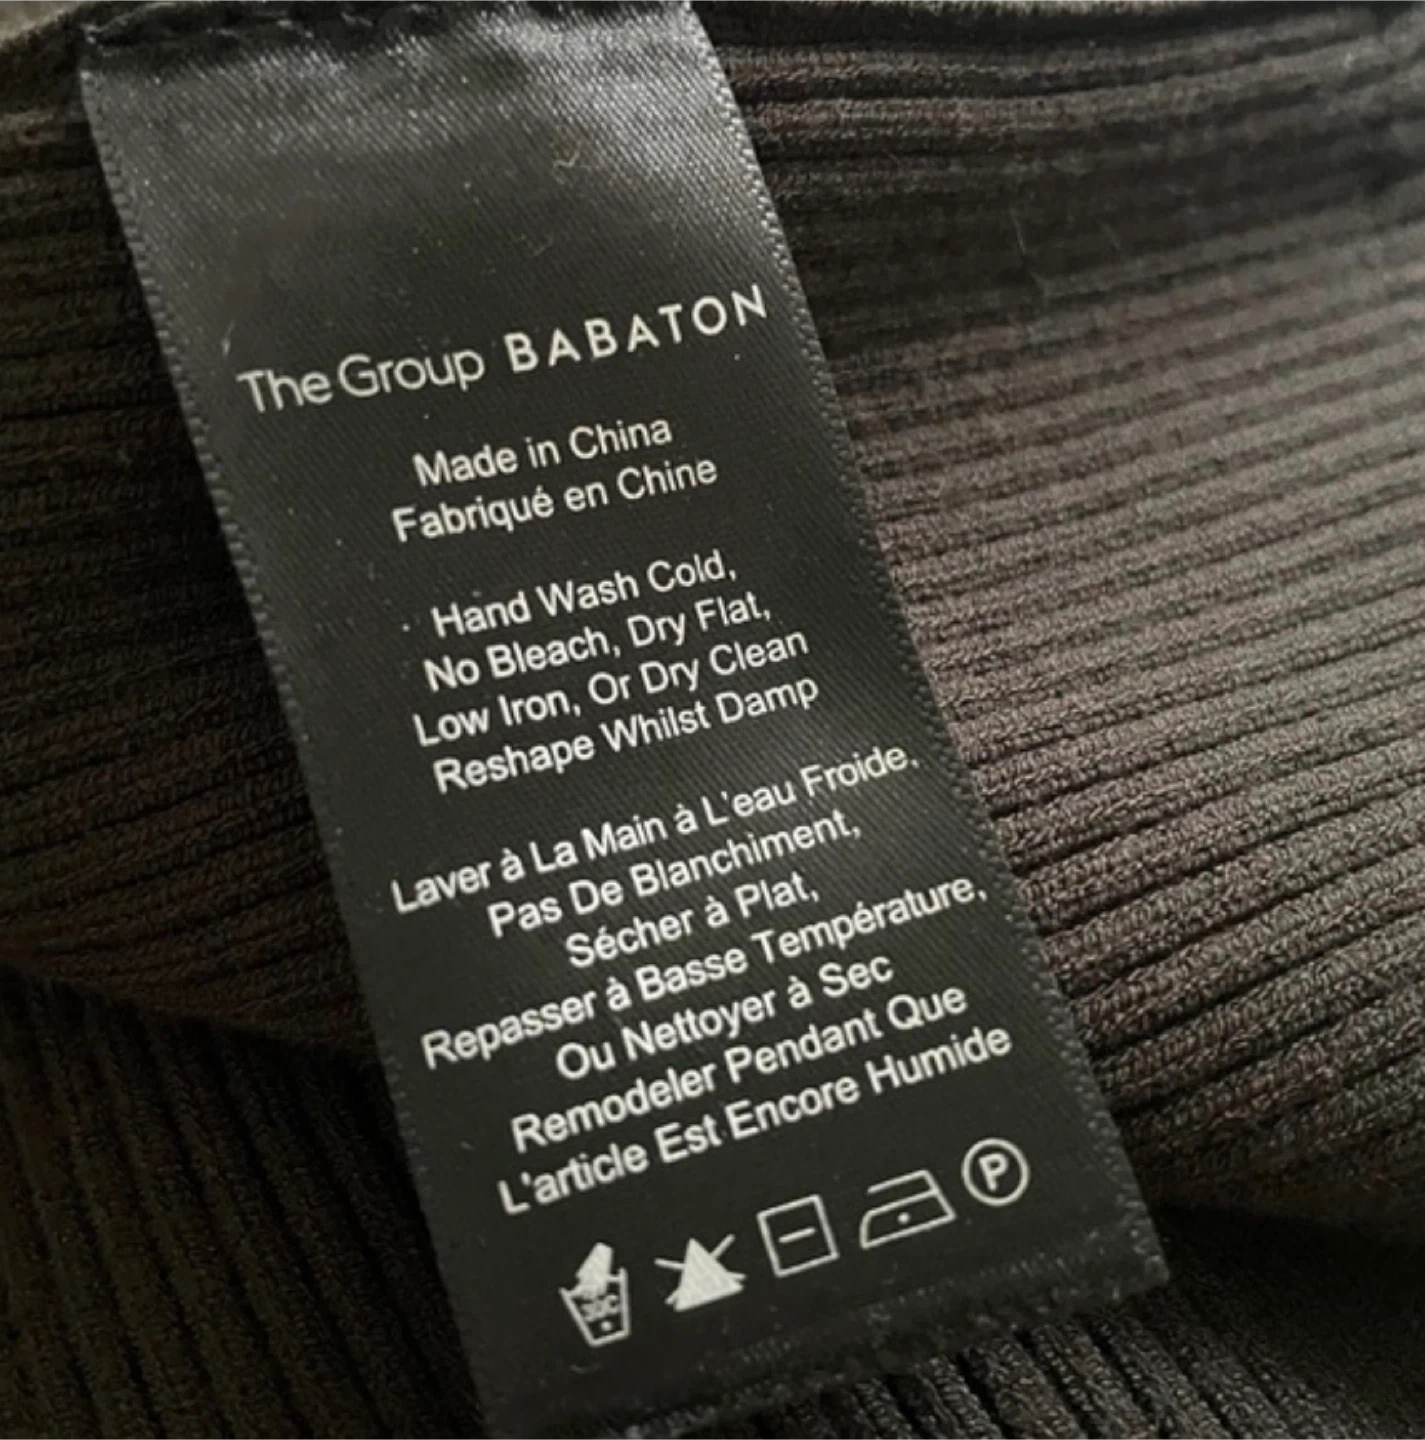 The Group BABATON
Made in China
Fabriqué en Chine
Hand Wash Cold,
No Bleach, Dry Flat,
Low Iron, Or Dry Clean
Reshape Whilst Damp
Laver à La Main à L'eau Froide,
Pas De Blanchiment,
Sécher à Plat,
Repasser à Basse Température,
Ou Nettoyer à Sec
Remodeler Pendant Que
L'article Est Encore Humide
30C P